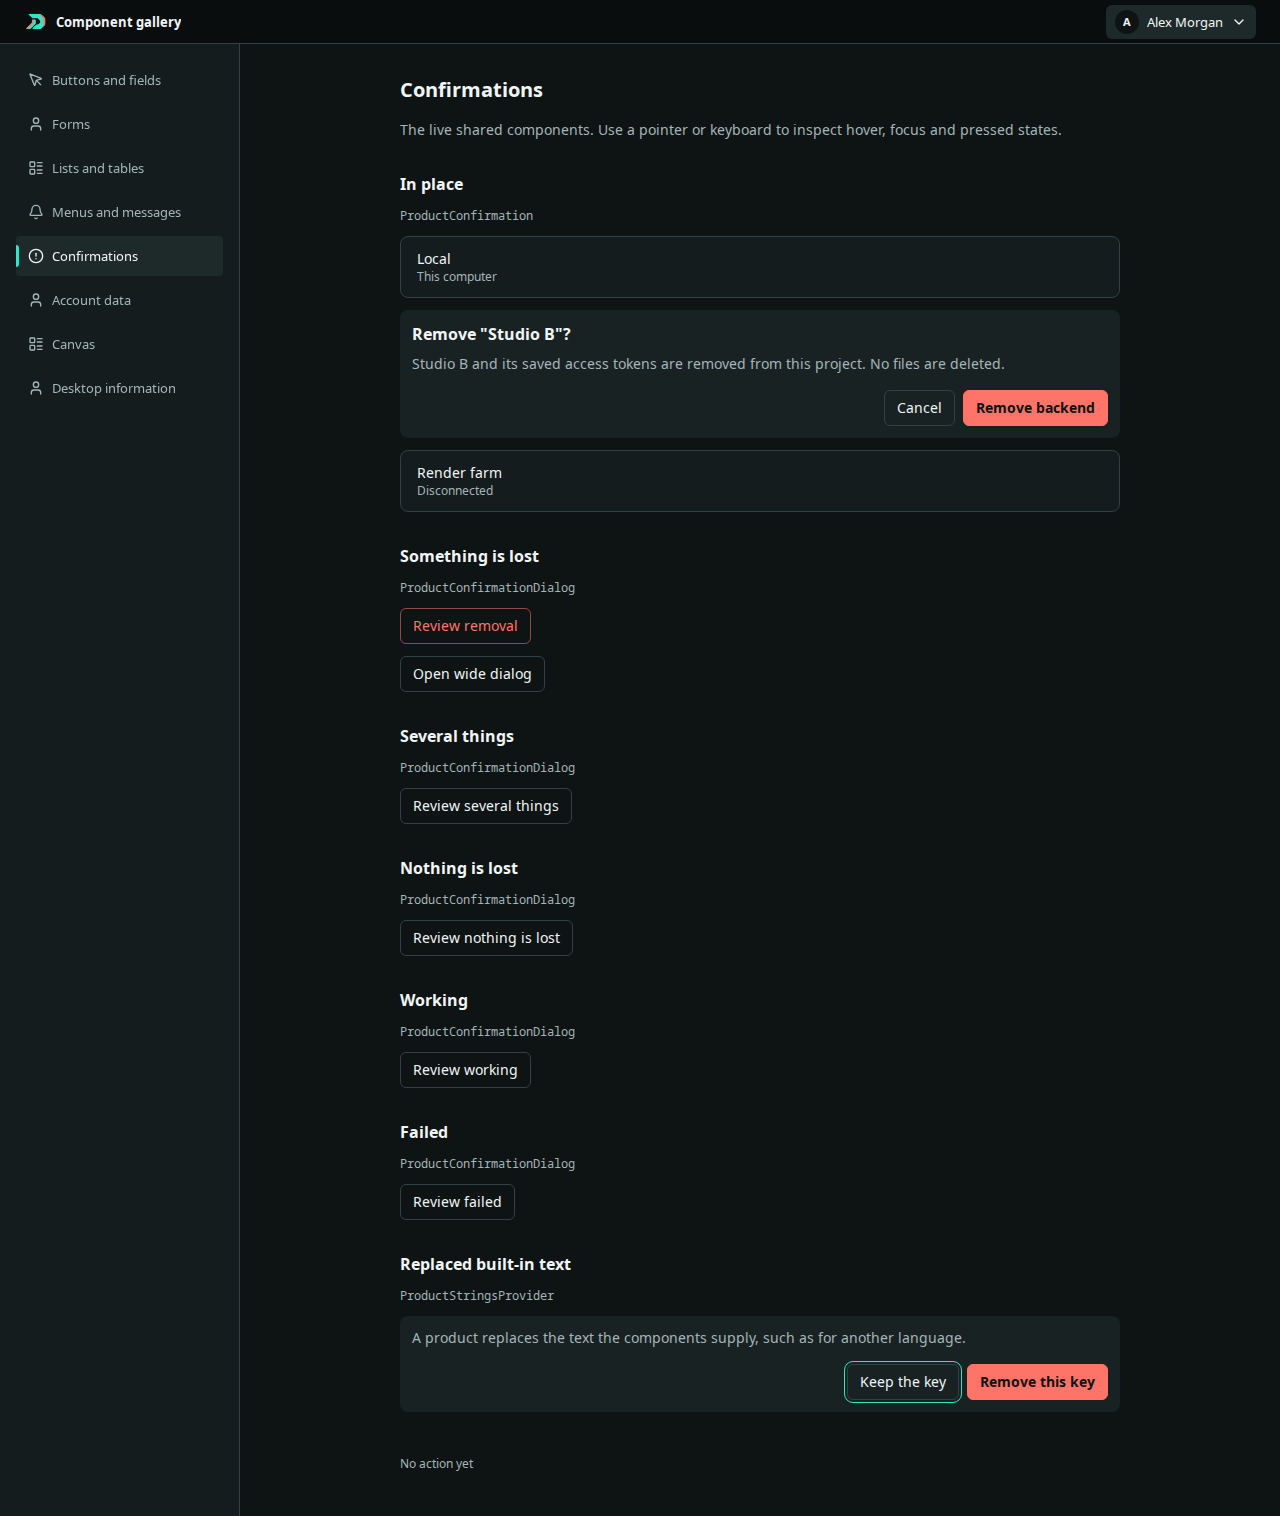 Component gallery
A
Alex Morgan
Buttons and fields
Forms
Lists and tables
Menus and messages
Confirmations
Account data
Canvas
Desktop information
Confirmations
The live shared components. Use a pointer or keyboard to inspect hover, focus and pressed states.
In place
ProductConfirmation
Local
This computer
Remove "Studio B"?
Studio B and its saved access tokens are removed from this project. No files are deleted.
Cancel
Remove backend
Render farm
Disconnected
Something is lost
ProductConfirmationDialog
Review removal
Open wide dialog
Several things
ProductConfirmationDialog
Review several things
Nothing is lost
ProductConfirmationDialog
Review nothing is lost
Working
ProductConfirmationDialog
Review working
Failed
ProductConfirmationDialog
Review failed
Replaced built-in text
ProductStringsProvider
A product replaces the text the components supply, such as for another language.
Keep the key
Remove this key
No action yet